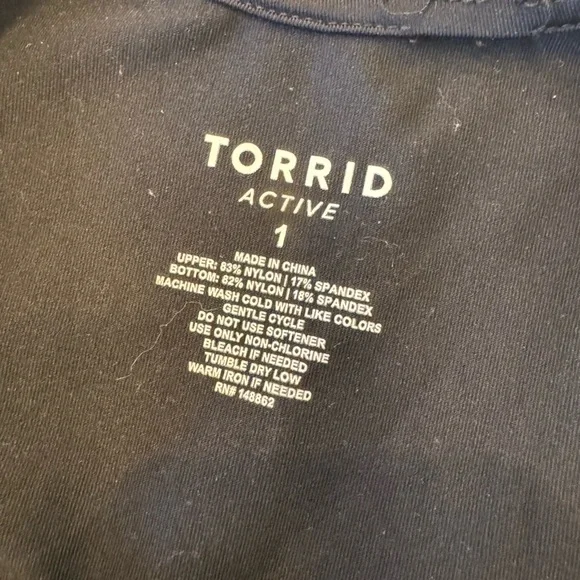 TORRID
ACTIVE
1
MADE IN CHINA
UPPER: 83% NYLON | 17% SPANDEX
BOTTOM: 82% NYLON | 18% SPANDEX
MACHINE WASH COLD WITH LIKE COLORS
GENTLE CYCLE
DO NOT USE SOFTENER
USE ONLY NON-CHLORINE
BLEACH IF NEEDED
TUMBLE DRY LOW
WARM IRON IF NEEDED
RN# 148862